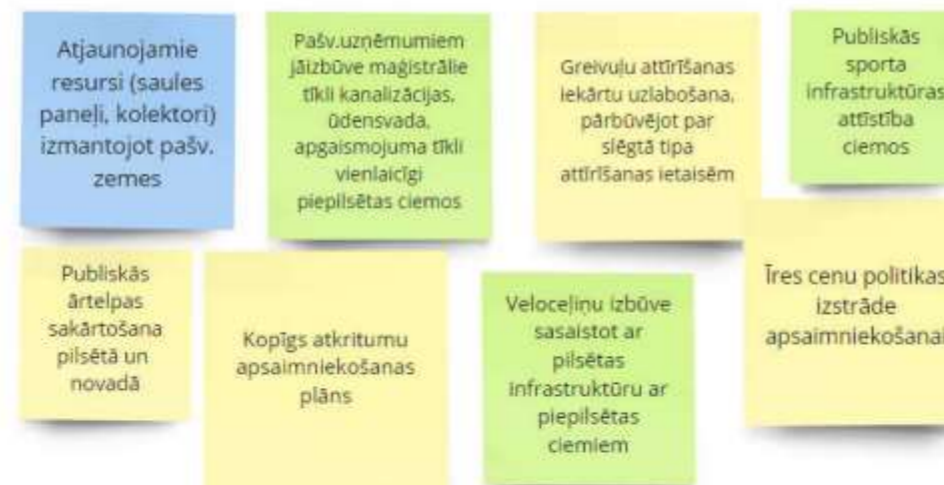 Atjaunojamie
resursi (saules
paneļi, kolektori)
izmantojot pašv.
zemes
Pašv.uzņēmumiem
jāizbūve maģistrālie
tīkli kanalizācijas,
ūdensvada,
apgaismojuma tīkli
vienlaicīgi
piepilsētas ciemos
Greivuļu attīrīšanas
iekārtu uzlabošana,
pārbūvējot par
slēgtā tipa
attīrīšanas ietaisēm
Publiskās
sporta
infrastruktūras
attīstība
ciemos
Publiskās
ārtelpas
sakārtošana
pilsētā un
novadā
Kopīgs atkritumu
apsaimniekošanas
plāns
Veloceļiņu izbūve
sasaistot ar
pilsētas
infrastruktūru ar
piepilsētas
ciemiem
Īres cenu politikas
izstrāde
apsaimniekošanai